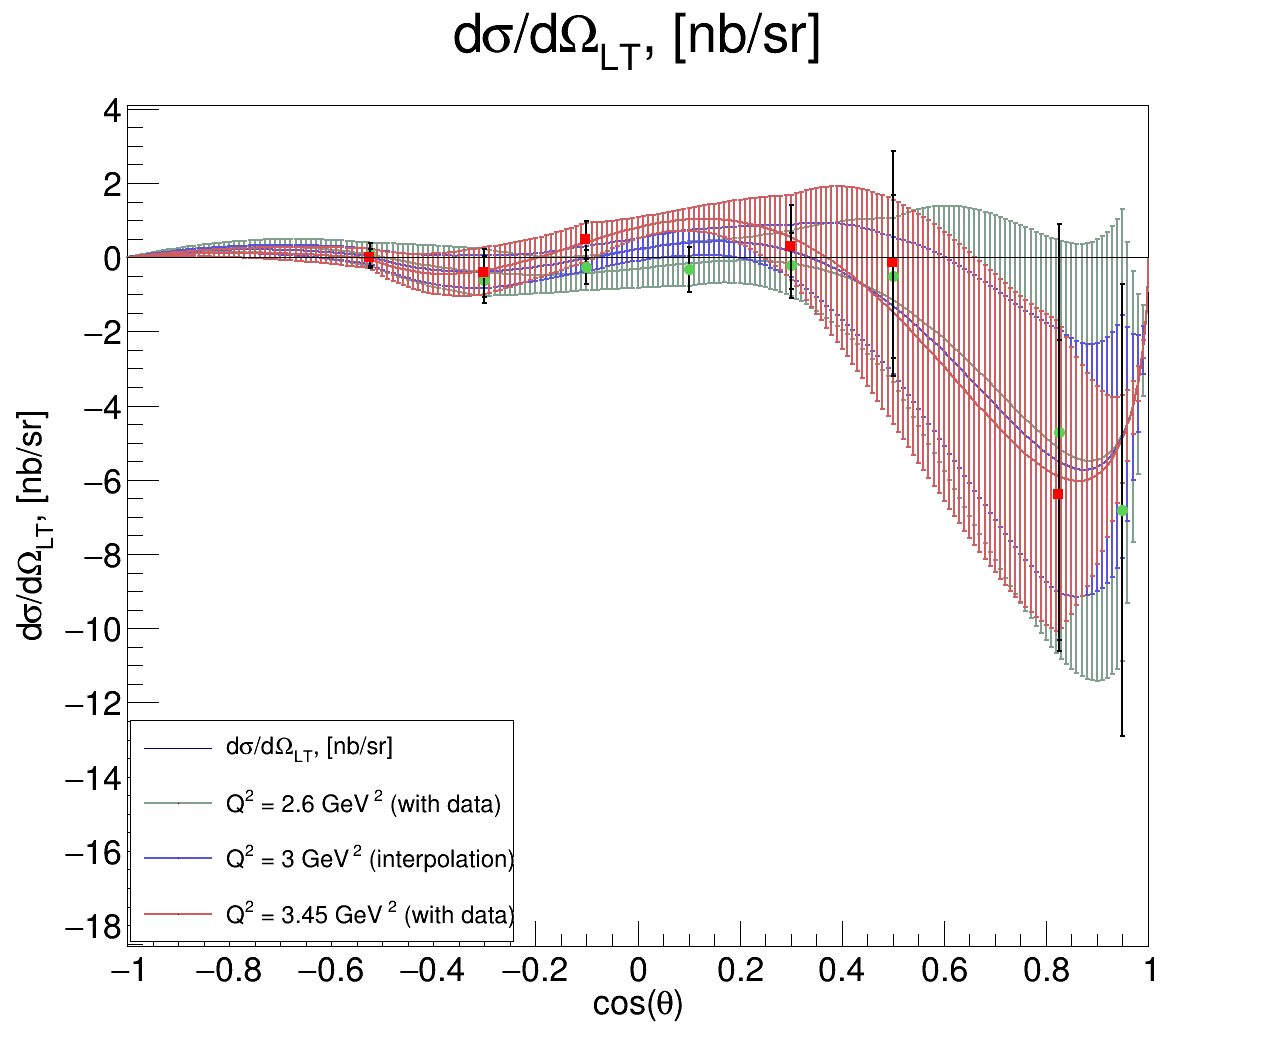 dσ/dΩLT, [nb/sr]
dσ/dΩLT, [nb/sr]
4
2
0
−2
−4
−6
−8
−10
−12
−14
−16
−18
dσ/dΩLT, [nb/sr]
Q2 = 2.6 GeV2 (with data)
Q2 = 3 GeV2 (interpolation)
Q2 = 3.45 GeV2 (with data)
−1 −0.8 −0.6 −0.4 −0.2 0 0.2 0.4 0.6 0.8 1
cos(θ)